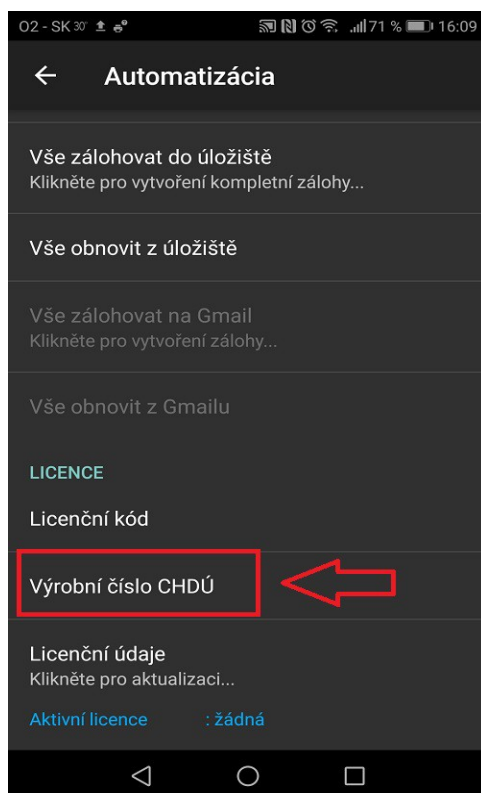 O2 - SK 30° 71 % 16:09
Automatizácia
Vše zálohovat do úložiště
Klikněte pro vytvoření kompletní zálohy...
Vše obnovit z úložiště
Vše zálohovat na Gmail
Klikněte pro vytvoření zálohy...
Vše obnovit z Gmailu
LICENCE
Licenční kód
Výrobní číslo CHDÚ
Licenční údaje
Klikněte pro aktualizaci...
Aktivní licence : žádná